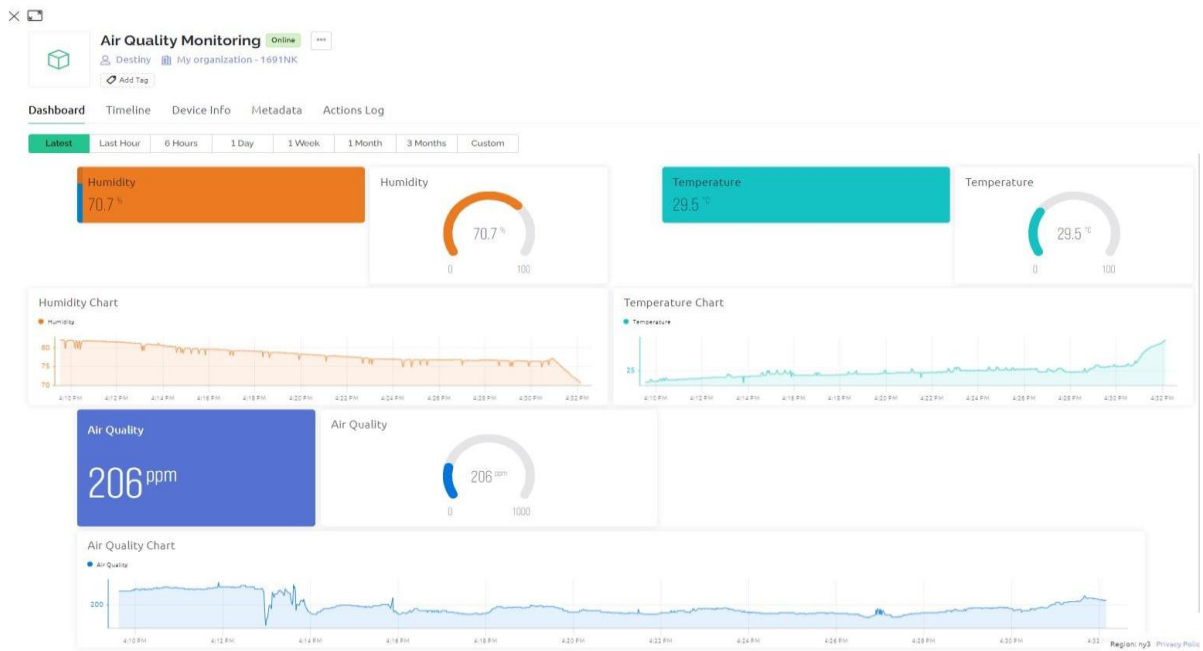 Air Quality Monitoring Online
Destiny My organization - 1691NK
Add Tag
Dashboard Timeline Device Info Metadata Actions Log
Latest Last Hour 6 Hours 1 Day 1 Week 1 Month 3 Months Custom
Humidity
70.7 %
Humidity
70.7 %
0 100
Temperature
29.5 °C
Temperature
29.5 °C
0 100
Humidity Chart
Humidity
80
75
70
4:10 PM 4:12 PM 4:14 PM 4:16 PM 4:18 PM 4:20 PM 4:22 PM 4:24 PM 4:26 PM 4:28 PM 4:30 PM 4:32 PM
Temperature Chart
Temperature
25
4:10 PM 4:12 PM 4:14 PM 4:16 PM 4:18 PM 4:20 PM 4:22 PM 4:24 PM 4:26 PM 4:28 PM 4:30 PM 4:32 PM
Air Quality
206 ppm
Air Quality
206 ppm
0 1000
Air Quality Chart
Air Quality
200
4:10 PM 4:12 PM 4:14 PM 4:16 PM 4:18 PM 4:20 PM 4:22 PM 4:24 PM 4:26 PM 4:28 PM 4:30 PM
Region: ny3 Privacy Polic